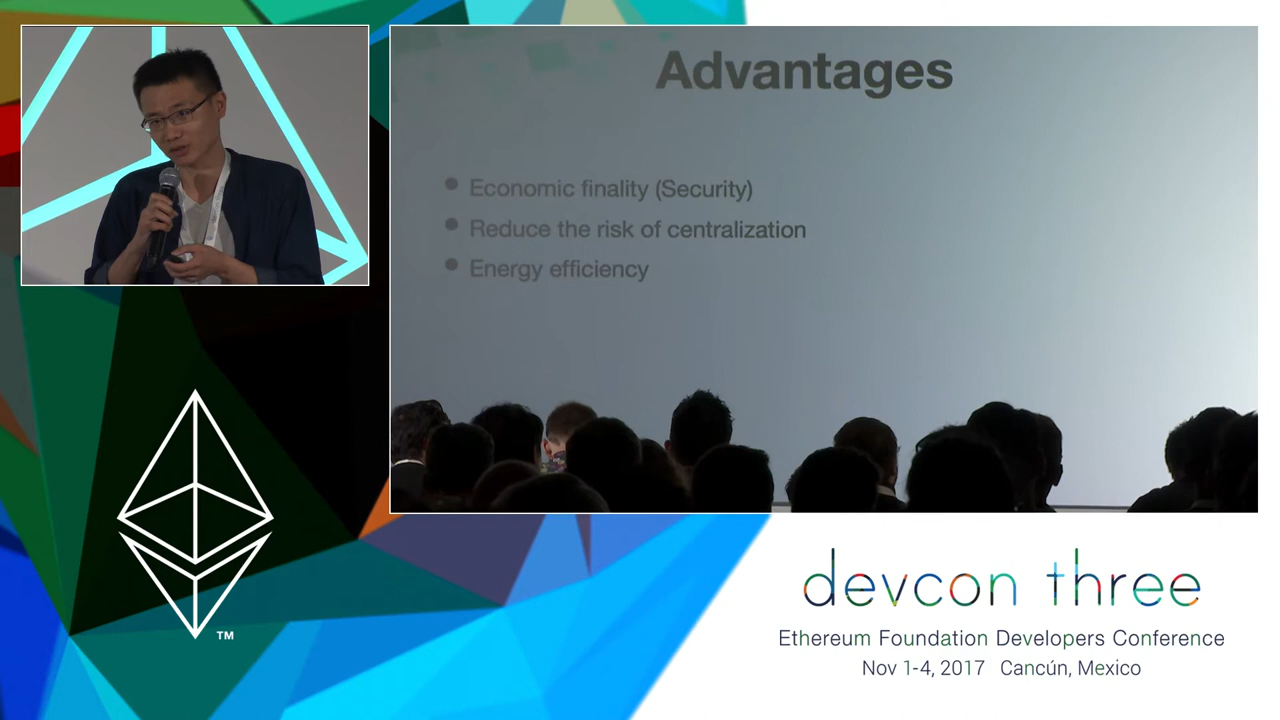 Advantages
Economic finality (Security)
Reduce the risk of centralization
Energy efficiency
TM
devcon three
Ethereum Foundation Developers Conference
Nov 1-4, 2017 Cancún, Mexico